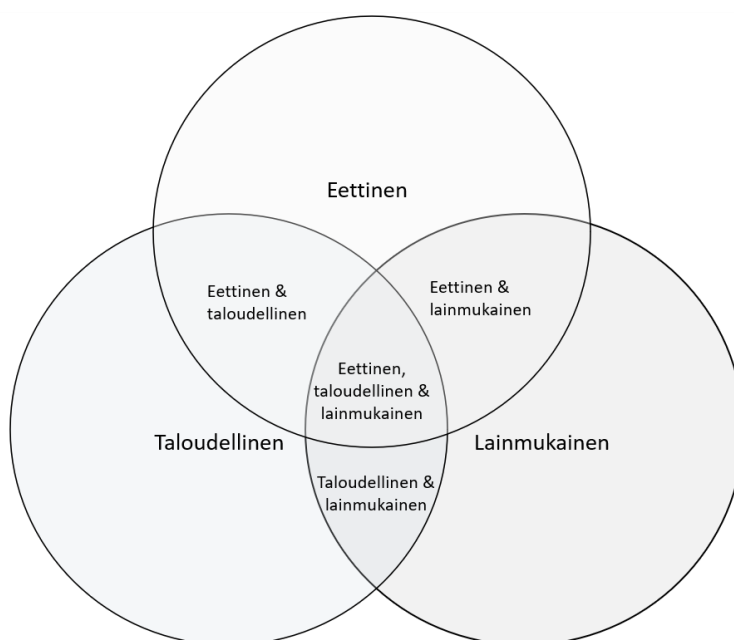 Eettinen
Eettinen &
taloudellinen
Eettinen &
lainmukainen
Eettinen,
taloudellinen &
lainmukainen
Taloudellinen
Lainmukainen
Taloudellinen &
lainmukainen